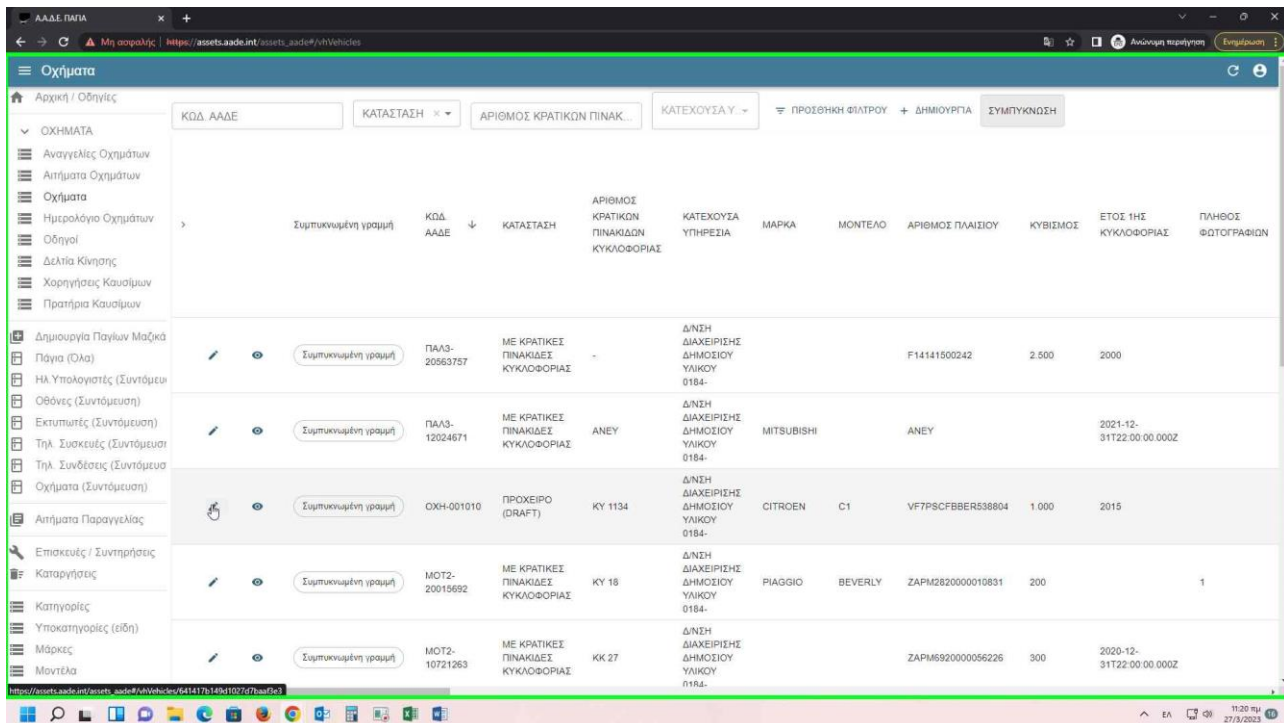 Α.Α.Δ.Ε. ΠΑΓΙΑ
Μη ασφαλής https://assets.aade.int/assets_aade#/vhVehicles
Ανώνυμη περιήγηση
Ενημέρωση
Οχήματα
Αρχική / Οδηγίες
ΟΧΗΜΑΤΑ
Αναγγελίες Οχημάτων
Αιτήματα Οχημάτων
Οχήματα
Ημερολόγιο Οχημάτων
Οδηγοί
Δελτία Κίνησης
Χορηγήσεις Καυσίμων
Πρατήρια Καυσίμων
Δημιουργία Παγίων Μαζικά
Πάγια (Όλα)
Ηλ.Υπολογιστές (Συντόμευ
Οθόνες (Συντόμευση)
Εκτυπωτές (Συντόμευση)
Τηλ. Συσκευές (Συντόμευση
Τηλ. Συνδέσεις (Συντόμευσ
Οχήματα (Συντόμευση)
Αιτήματα Παραγγελίας
Επισκευές / Συντηρήσεις
Καταργήσεις
Κατηγορίες
Υποκατηγορίες (είδη)
Μάρκες
Μοντέλα
https://assets.aade.int/assets_aade#/vhVehicles/641417b149d1027d7baaf3e3
ΚΩΔ. ΑΑΔΕ
ΚΑΤΑΣΤΑΣΗ
ΑΡΙΘΜΟΣ ΚΡΑΤΙΚΩΝ ΠΙΝΑΚ...
ΚΑΤΕΧΟΥΣΑ Υ...
ΠΡΟΣΘΗΚΗ ΦΙΛΤΡΟΥ
+ ΔΗΜΙΟΥΡΓΙΑ
ΣΥΜΠΥΚΝΩΣΗ
Συμπυκνωμένη γραμμή
ΚΩΔ.
ΑΑΔΕ
ΚΑΤΑΣΤΑΣΗ
ΑΡΙΘΜΟΣ
ΚΡΑΤΙΚΩΝ
ΠΙΝΑΚΙΔΩΝ
ΚΥΚΛΟΦΟΡΙΑΣ
ΚΑΤΕΧΟΥΣΑ
ΥΠΗΡΕΣΙΑ
ΜΑΡΚΑ
ΜΟΝΤΕΛΟ
ΑΡΙΘΜΟΣ ΠΛΑΙΣΙΟΥ
ΚΥΒΙΣΜΟΣ
ΕΤΟΣ 1ΗΣ
ΚΥΚΛΟΦΟΡΙΑΣ
ΠΛΗΘΟΣ
ΦΩΤΟΓΡΑΦΙΩΝ
Συμπυκνωμένη γραμμή
ΠΑΛ3-
20563757
ΜΕ ΚΡΑΤΙΚΕΣ
ΠΙΝΑΚΙΔΕΣ
ΚΥΚΛΟΦΟΡΙΑΣ
-
Δ/ΝΣΗ
ΔΙΑΧΕΙΡΙΣΗΣ
ΔΗΜΟΣΙΟΥ
ΥΛΙΚΟΥ
0184-
F14141500242
2.500
2000
Συμπυκνωμένη γραμμή
ΠΑΛ3-
12024671
ΜΕ ΚΡΑΤΙΚΕΣ
ΠΙΝΑΚΙΔΕΣ
ΚΥΚΛΟΦΟΡΙΑΣ
ΑΝΕΥ
Δ/ΝΣΗ
ΔΙΑΧΕΙΡΙΣΗΣ
ΔΗΜΟΣΙΟΥ
ΥΛΙΚΟΥ
0184-
MITSUBISHI
ΑΝΕΥ
2021-12-
31T22:00:00.000Z
Συμπυκνωμένη γραμμή
ΟΧΗ-001010
ΠΡΟΧΕΙΡΟ
(DRAFT)
ΚΥ 1134
Δ/ΝΣΗ
ΔΙΑΧΕΙΡΙΣΗΣ
ΔΗΜΟΣΙΟΥ
ΥΛΙΚΟΥ
0184-
CITROEN
C1
VF7PSCFBBER538804
1.000
2015
Συμπυκνωμένη γραμμή
ΜΟΤ2-
20015692
ΜΕ ΚΡΑΤΙΚΕΣ
ΠΙΝΑΚΙΔΕΣ
ΚΥΚΛΟΦΟΡΙΑΣ
ΚΥ 18
Δ/ΝΣΗ
ΔΙΑΧΕΙΡΙΣΗΣ
ΔΗΜΟΣΙΟΥ
ΥΛΙΚΟΥ
0184-
PIAGGIO
BEVERLY
ZAPM2820000010831
200
1
Συμπυκνωμένη γραμμή
ΜΟΤ2-
10721263
ΜΕ ΚΡΑΤΙΚΕΣ
ΠΙΝΑΚΙΔΕΣ
ΚΥΚΛΟΦΟΡΙΑΣ
ΚΚ 27
Δ/ΝΣΗ
ΔΙΑΧΕΙΡΙΣΗΣ
ΔΗΜΟΣΙΟΥ
ΥΛΙΚΟΥ
0184-
ZAPM6920000056226
300
2020-12-
31T22:00:00.000Z
ΕΛ
11:20 πμ
27/3/2023
16